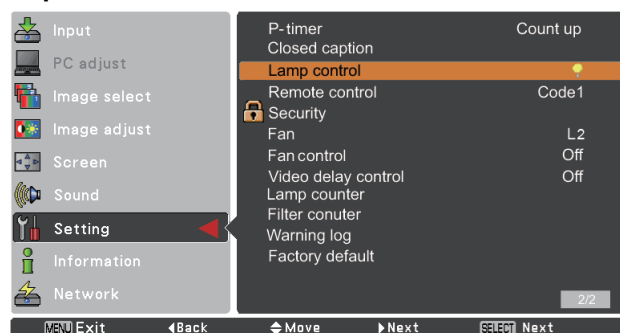 Input
PC adjust
Image select
Image adjust
Screen
Sound
Setting
Information
Network
P-timer Count up
Closed caption
Lamp control
Remote control Code1
Security
Fan L2
Fan control Off
Video delay control Off
Lamp counter
Filter conuter
Warning log
Factory default
2/2
MENU Exit Back Move Next SELECT Next